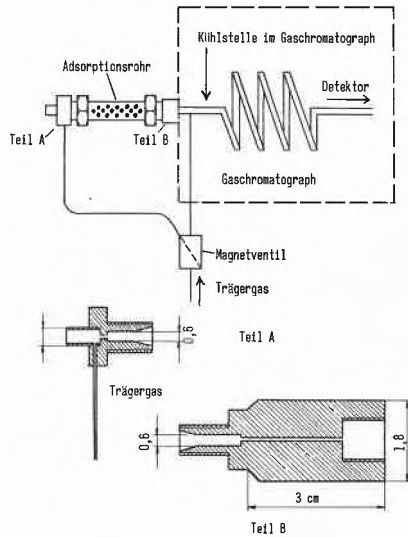 Kühlstelle im Gaschromatograph
Adsorptionsrohr
Detektor
Teil A
Teil B
Gaschromatograph
Magnetventil
Trägergas
0,6
Teil A
Trägergas
0,6
1,8
3 cm
Teil B